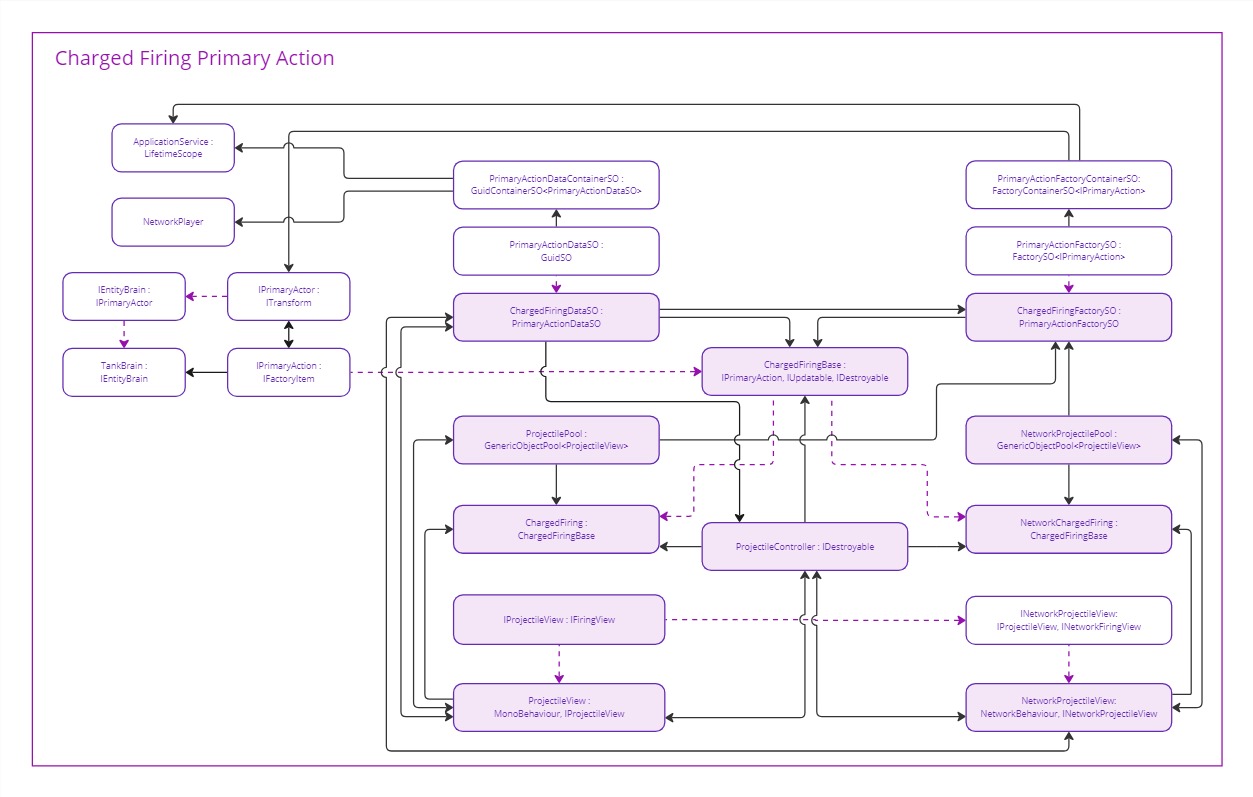 Charged Firing Primary Action
ApplicationService :
LifetimeScope
NetworkPlayer
PrimaryActionDataContainerSO :
GuidContainerSO<PrimaryActionDataSO>
PrimaryActionFactoryContainerSO:
FactoryContainerSO<IPrimaryAction>
PrimaryActionDataSO :
GuidSO
PrimaryActionFactorySO :
FactorySO<IPrimaryAction>
IEntityBrain :
IPrimaryActor
IPrimaryActor :
ITransform
ChargedFiringDataSO :
PrimaryActionDataSO
ChargedFiringFactorySO :
PrimaryActionFactorySO
TankBrain :
IEntityBrain
IPrimaryAction :
IFactoryItem
ChargedFiringBase :
IPrimaryAction, IUpdatable, IDestroyable
ProjectilePool :
GenericObjectPool<ProjectileView>
NetworkProjectilePool :
GenericObjectPool<ProjectileView>
ChargedFiring :
ChargedFiringBase
ProjectileController : IDestroyable
NetworkChargedFiring :
ChargedFiringBase
IProjectileView : IFiringView
INetworkProjectileView:
IProjectileView, INetworkFiringView
ProjectileView :
MonoBehaviour, IProjectileView
NetworkProjectileView:
NetworkBehaviour, INetworkProjectileView